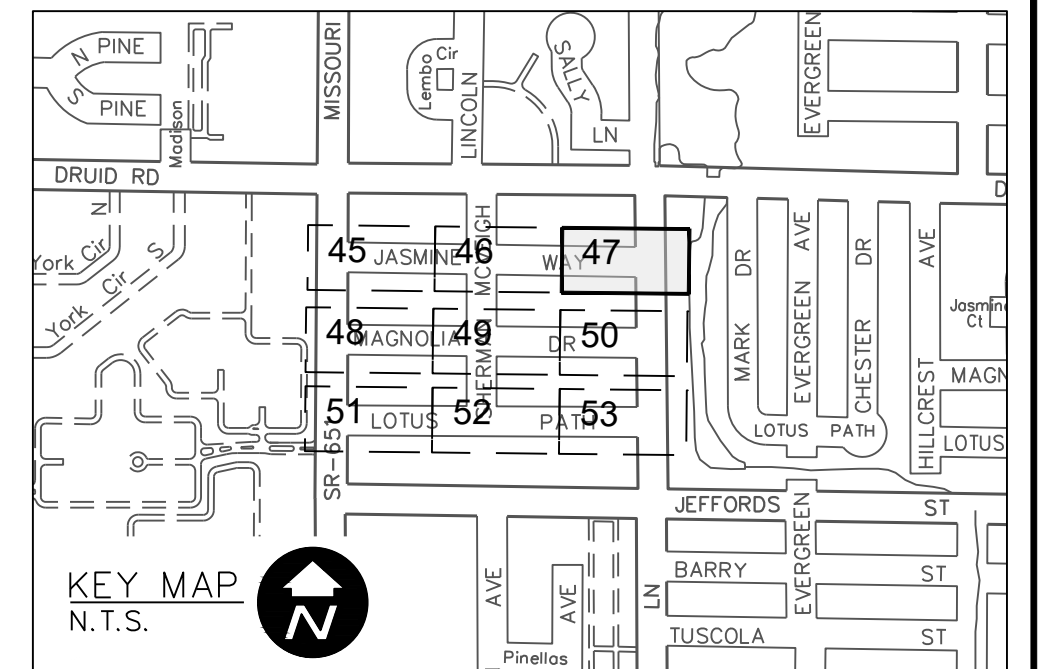 N PINE
S PINE
Madison
MISSOURI
Lembo Cir
LINCOLN
SALLY
LN
EVERGREEN
DRUID RD
D
N
York Cir
York Cir S
45
46
47
JASMINE WAY
SHERMAN MCVEIGH
48
49
50
MAGNOLIA DR
51
52
53
LOTUS PATH
SR-651
MARK DR
EVERGREEN AVE
CHESTER DR
HILLCREST AVE
Jasmine
Ct
MAGN
LOTUS PATH
LOTUS
JEFFORDS ST
EVERGREEN
BARRY ST
LN
TUSCOLA ST
AVE
AVE
Pinellas
KEY MAP
N.T.S.
N